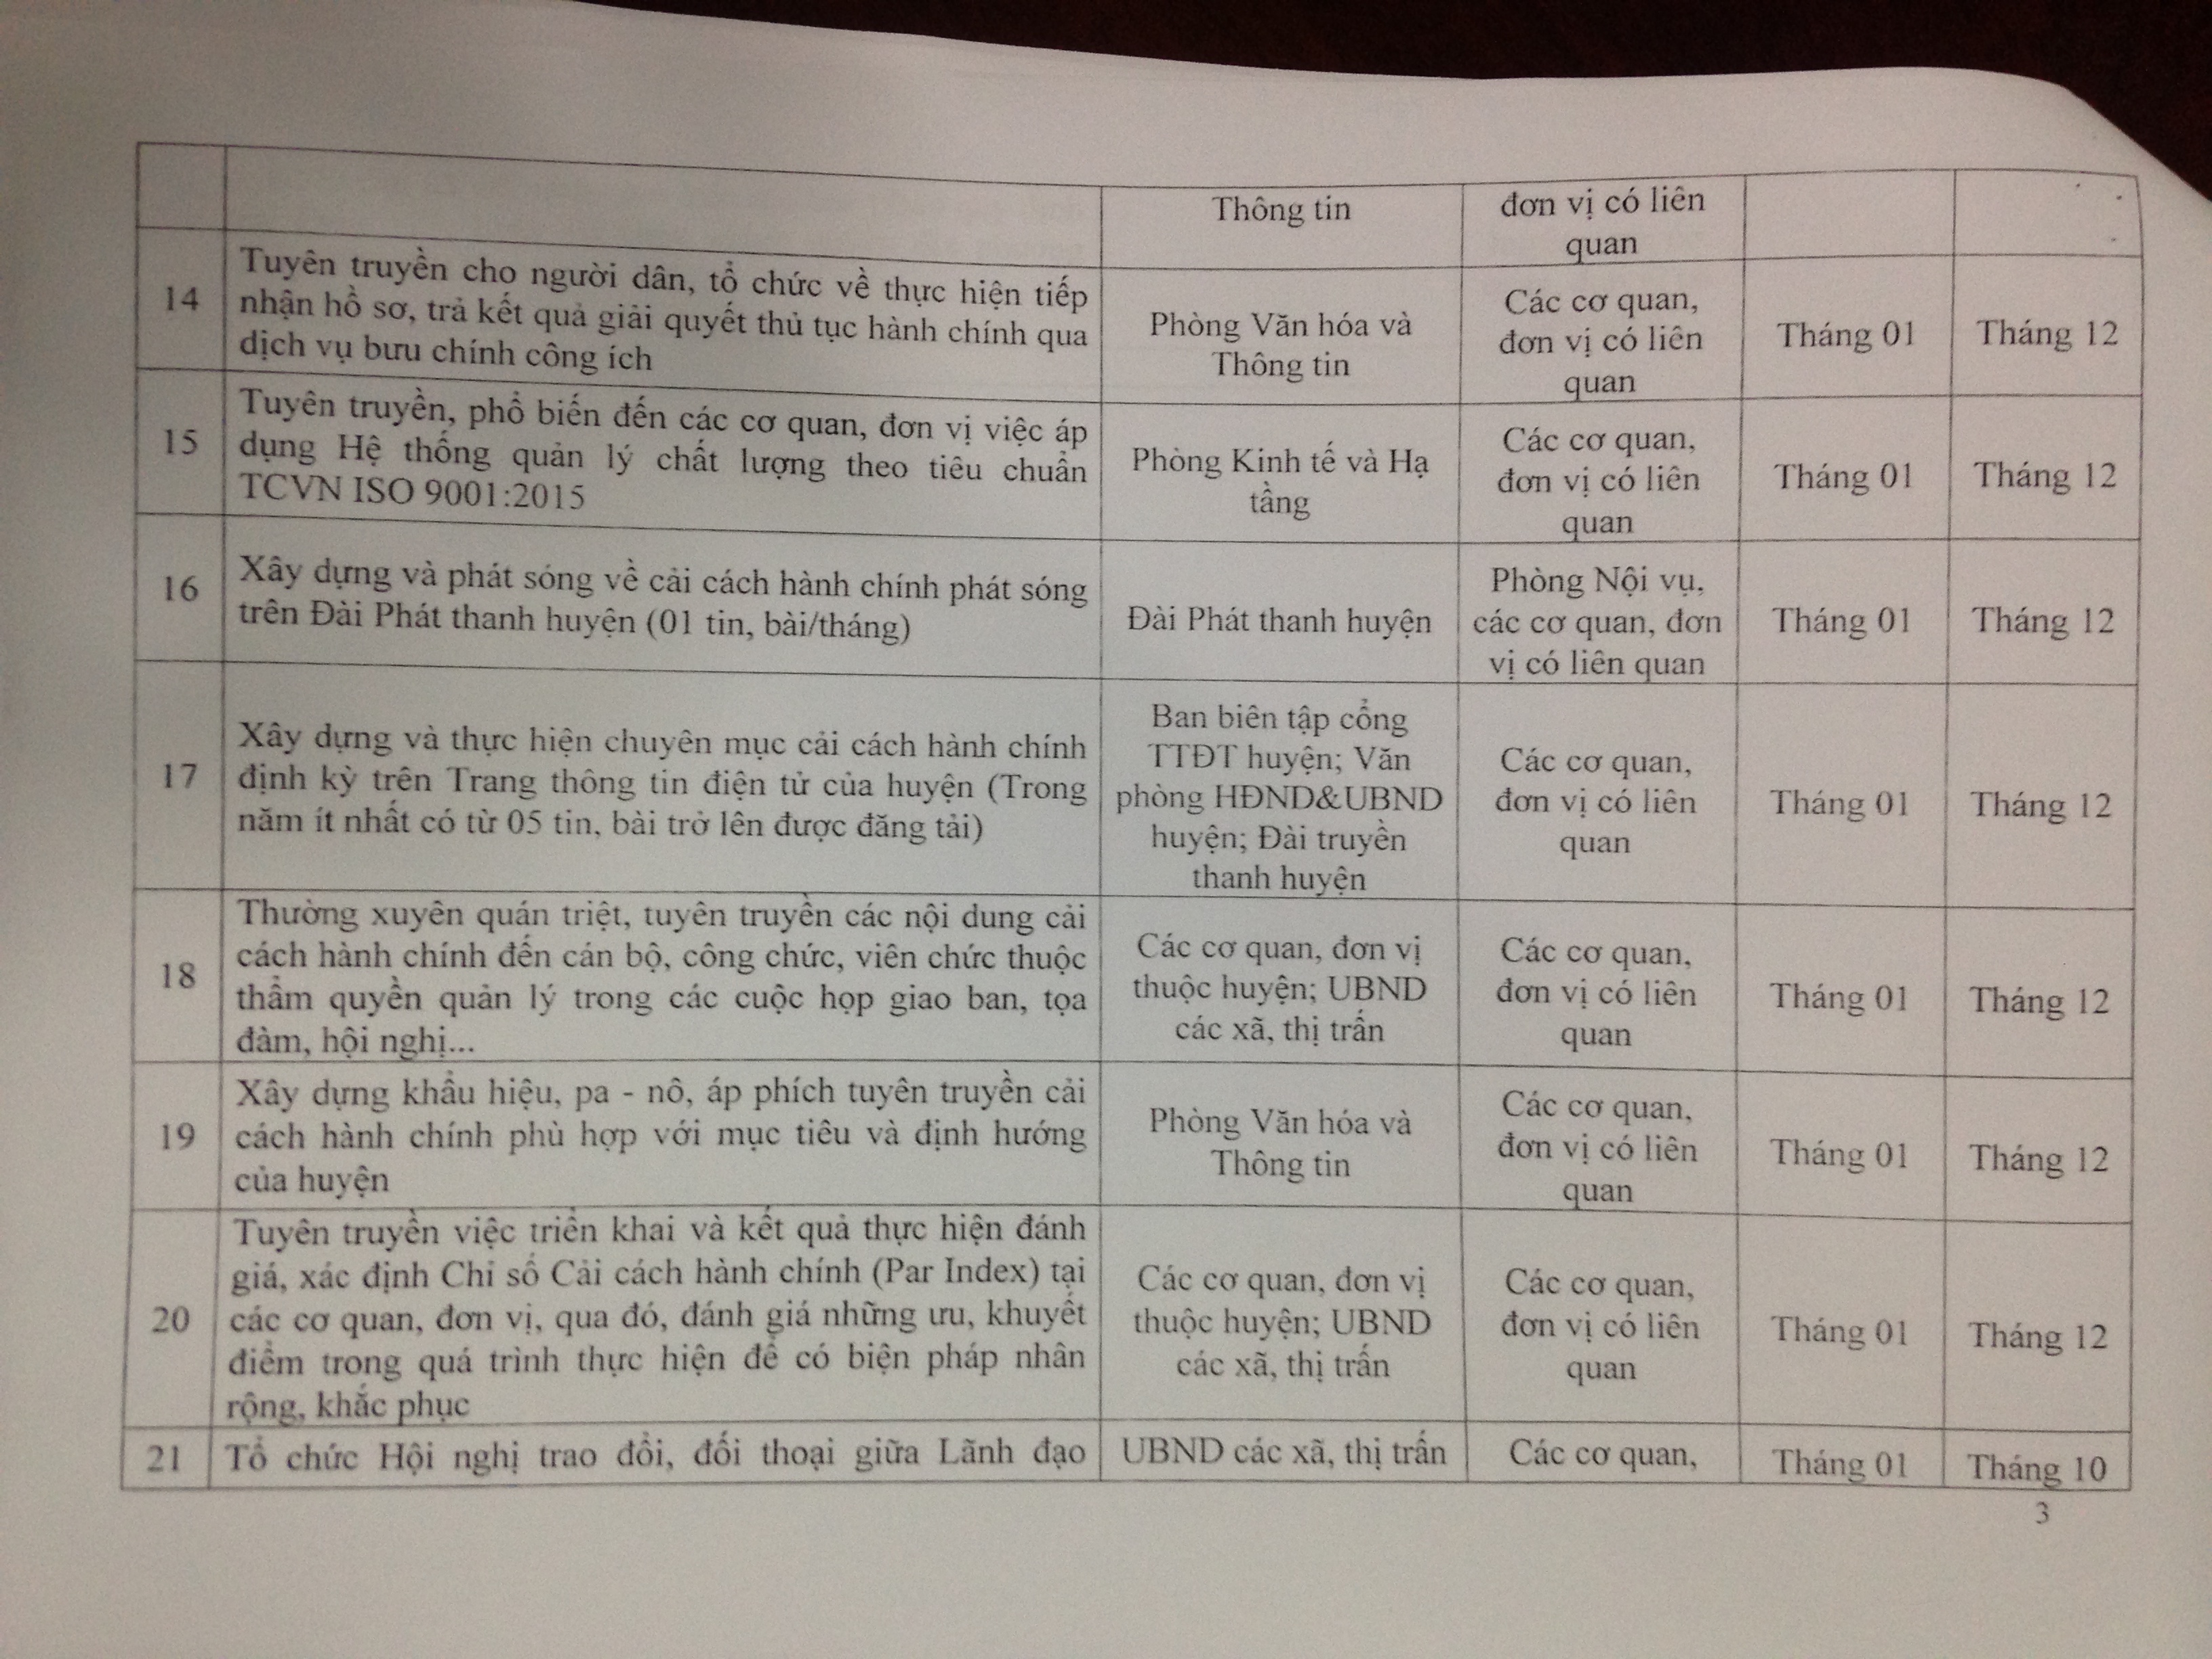 Thông tin
đơn vị có liên
quan
14
Tuyên truyền cho người dân, tổ chức về thực hiện tiếp
nhận hồ sơ, trả kết quả giải quyết thủ tục hành chính qua
dịch vụ bưu chính công ích
Phòng Văn hóa và
Thông tin
Các cơ quan,
đơn vị có liên
quan
Tháng 01
Tháng 12
15
Tuyên truyền, phổ biến đến các cơ quan, đơn vị việc áp
dụng Hệ thống quản lý chất lượng theo tiêu chuẩn
TCVN ISO 9001:2015
Phòng Kinh tế và Hạ
tầng
Các cơ quan,
đơn vị có liên
quan
Tháng 01
Tháng 12
16
Xây dựng và phát sóng về cải cách hành chính phát sóng
trên Đài Phát thanh huyện (01 tin, bài/tháng)
Đài Phát thanh huyện
Phòng Nội vụ,
các cơ quan, đơn
vị có liên quan
Tháng 01
Tháng 12
17
Xây dựng và thực hiện chuyên mục cải cách hành chính
định kỳ trên Trang thông tin điện tử của huyện (Trong
năm ít nhất có từ 05 tin, bài trở lên được đăng tải)
Ban biên tập cổng
TTĐT huyện; Văn
phòng HĐND&UBND
huyện; Đài truyền
thanh huyện
Các cơ quan,
đơn vị có liên
quan
Tháng 01
Tháng 12
18
Thường xuyên quán triệt, tuyên truyền các nội dung cải
cách hành chính đến cán bộ, công chức, viên chức thuộc
thẩm quyền quản lý trong các cuộc họp giao ban, tọa
đàm, hội nghị...
Các cơ quan, đơn vị
thuộc huyện; UBND
các xã, thị trấn
Các cơ quan,
đơn vị có liên
quan
Tháng 01
Tháng 12
19
Xây dựng khẩu hiệu, pa - nô, áp phích tuyên truyền cải
cách hành chính phù hợp với mục tiêu và định hướng
của huyện
Phòng Văn hóa và
Thông tin
Các cơ quan,
đơn vị có liên
quan
Tháng 01
Tháng 12
20
Tuyên truyền việc triển khai và kết quả thực hiện đánh
giá, xác định Chỉ số Cải cách hành chính (Par Index) tại
các cơ quan, đơn vị, qua đó, đánh giá những ưu, khuyết
điểm trong quá trình thực hiện để có biện pháp nhân
rộng, khắc phục
Các cơ quan, đơn vị
thuộc huyện; UBND
các xã, thị trấn
Các cơ quan,
đơn vị có liên
quan
Tháng 01
Tháng 12
21
Tổ chức Hội nghị trao đổi, đối thoại giữa Lãnh đạo
UBND các xã, thị trấn
Các cơ quan,
Tháng 01
Tháng 10
3